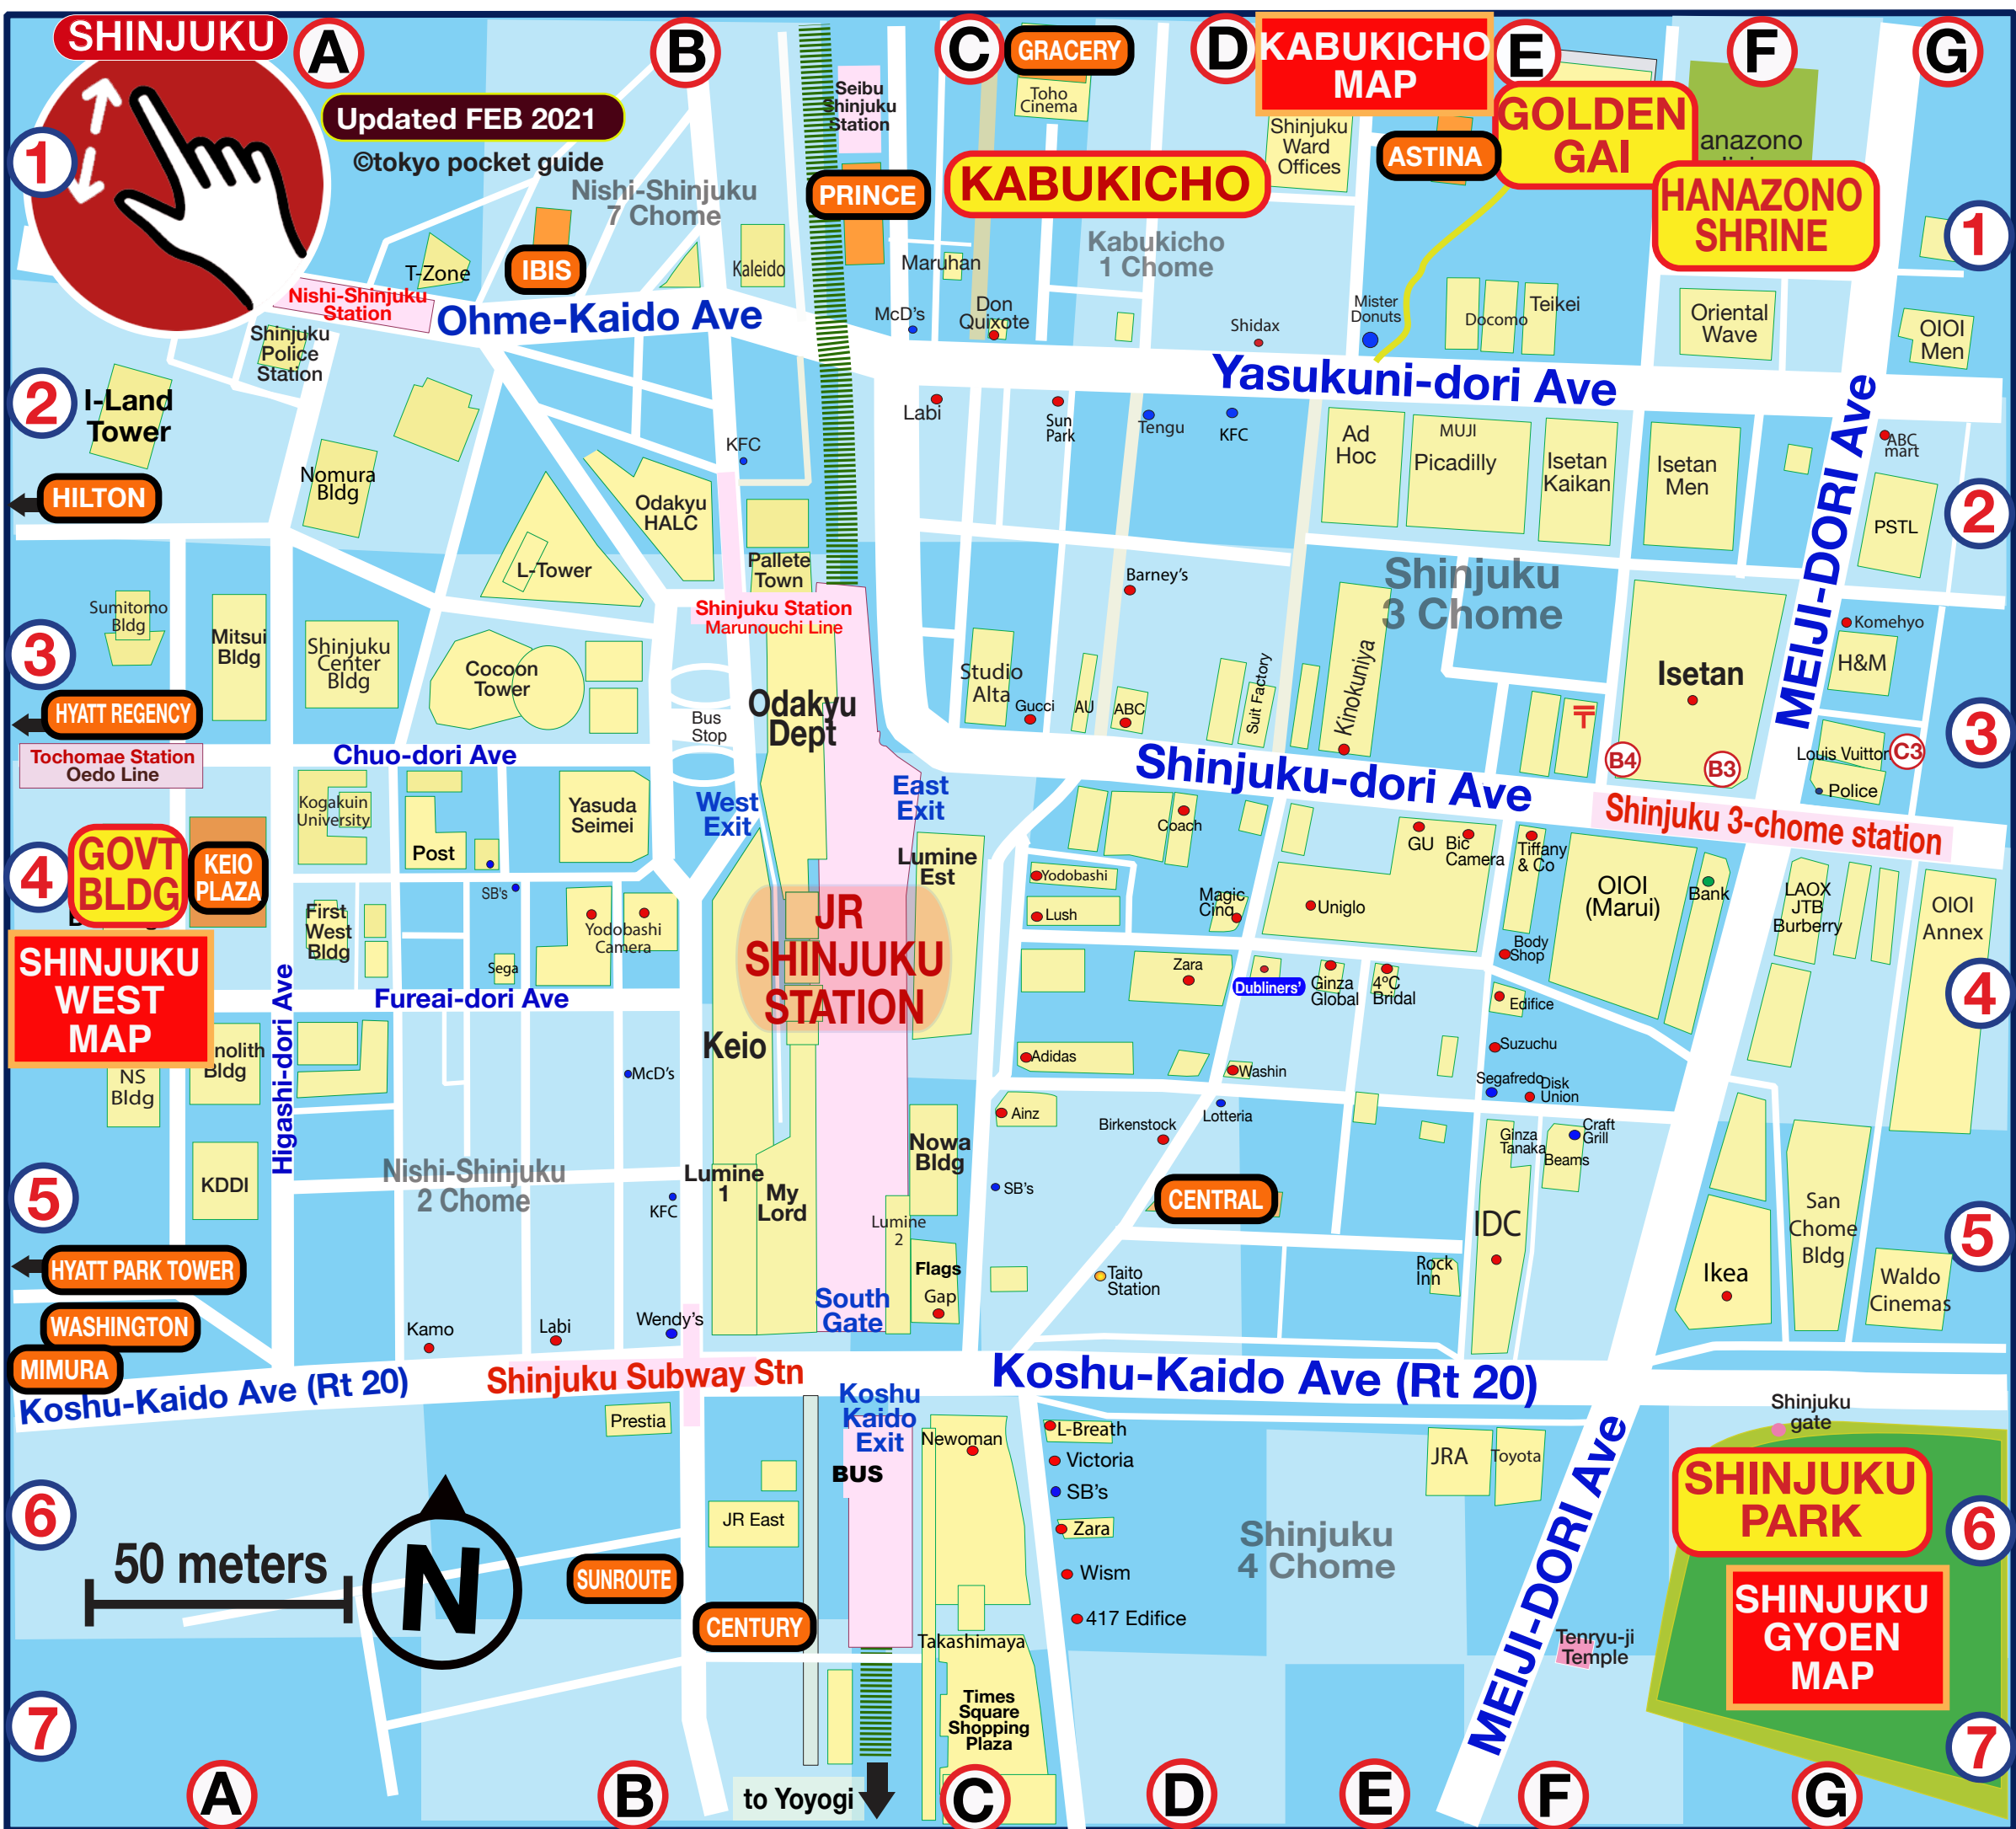 SHINJUKU
A
B
C
GRACERY
D
KABUKICHO
MAP
E
F
G
Updated FEB 2021
©tokyo pocket guide
Seibu
Shinjuku
Station
Toho
Cinema
Shinjuku
Ward
Offices
ASTINA
GOLDEN
GAI
anazono
1
Nishi-Shinjuku
7 Chome
PRINCE
KABUKICHO
HANAZONO
SHRINE
1
T-Zone
IBIS
Kaleido
Maruhan
Kabukicho
1 Chome
Nishi-Shinjuku
Station
Ohme-Kaido Ave
McD's
Don
Quixote
Shidax
Mister
Donuts
Docomo
Teikei
Oriental
Wave
OIOI
Men
Shinjuku
Police
Station
2
I-Land
Tower
Yasukuni-dori Ave
MEIJI-DORI Ave
Labi
Sun
Park
Tengu
KFC
Ad
Hoc
MUJI
Picadilly
Isetan
Kaikan
Isetan
Men
ABC
mart
KFC
HILTON
Nomura
Bldg
Odakyu
HALC
PSTL
2
L-Tower
Pallete
Town
Barney's
Shinjuku
3 Chome
Sumitomo
Bldg
Shinjuku Station
Marunouchi Line
Komehyo
3
Mitsui
Bldg
Shinjuku
Center
Bldg
Cocoon
Tower
Studio
Alta
Suit Factory
Kinokuniya
Isetan
H&M
HYATT REGENCY
Bus
Stop
Odakyu
Dept
Gucci
AU
ABC
〒
3
Tochomae Station
Oedo Line
Chuo-dori Ave
Shinjuku-dori Ave
B4
B3
Louis Vuitton
C3
Police
West
Exit
East
Exit
Kogakuin
University
Yasuda
Seimei
Coach
Shinjuku 3-chome station
4
GOVT
BLDG
KEIO
PLAZA
Post
SB's
Lumine
Est
Yodobashi
GU
Bic
Camera
Tiffany
& Co
OIOI
(Marui)
Bank
LAOX
JTB
Burberry
OIOI
Annex
First
West
Bldg
Yodobashi
Camera
JR
SHINJUKU
STATION
Lush
Magic
Cinq
Uniglo
Body
Shop
SHINJUKU
WEST
MAP
Sega
Zara
Dubliners'
Ginza
Global
4ºC
Bridal
Edifice
4
Higashi-dori Ave
Fureai-dori Ave
Keio
nolith
Bldg
NS
Bldg
McD's
Adidas
Washin
Suzuchu
Segafredo
Disk
Union
Ainz
Birkenstock
Lotteria
Ginza
Tanaka
Craft
Grill
Beams
Nowa
Bldg
5
KDDI
Nishi-Shinjuku
2 Chome
Lumine
1
My
Lord
SB's
CENTRAL
KFC
Lumine
2
IDC
San
Chome
Bldg
5
HYATT PARK TOWER
Flags
Gap
Taito
Station
Rock
Inn
Ikea
Waldo
Cinemas
WASHINGTON
Kamo
Labi
Wendy's
South
Gate
MIMURA
Koshu-Kaido Ave (Rt 20)
Shinjuku Subway Stn
Koshu-Kaido Ave (Rt 20)
Koshu
Kaido
Exit
BUS
Prestia
Newoman
L-Breath
Victoria
SB's
Zara
Wism
417 Edifice
JRA
Toyota
MEIJI-DORI Ave
Shinjuku
gate
SHINJUKU
PARK
6
50 meters
N
JR East
Shinjuku
4 Chome
6
SUNROUTE
CENTURY
Takashimaya
Tenryu-ji
Temple
SHINJUKU
GYOEN
MAP
7
Times
Square
Shopping
Plaza
7
A
B
to Yoyogi
C
D
E
F
G